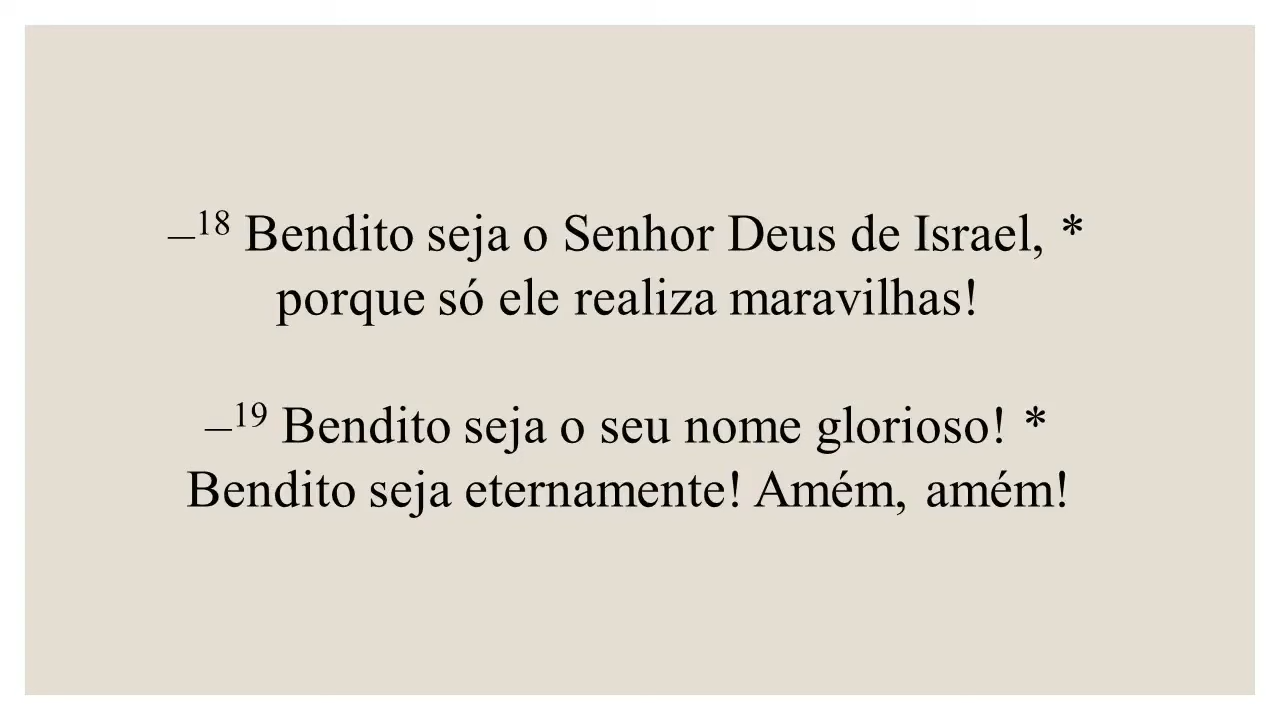 –18 Bendito seja o Senhor Deus de Israel, *
porque só ele realiza maravilhas!
–19 Bendito seja o seu nome glorioso! *
Bendito seja eternamente! Amém, amém!